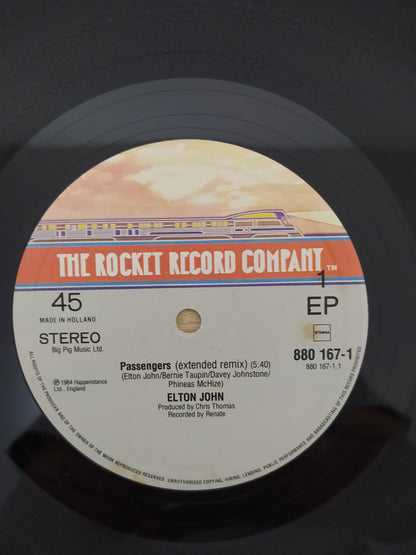 THE ROCKET RECORD COMPANY TM
1
45
EP
MADE IN HOLLAND
STEREO
Big Pig Music Ltd.
STEMRA
880 167-1
880 167-1.1
Passengers (extended remix) (5:40)
(Elton John/Bernie Taupin/Davey Johnstone/
Phineas McHize)
ELTON JOHN
Produced by Chris Thomas
Recorded by Renate
℗ 1984 Happenstance
Ltd., England
ALL RIGHTS OF THE PRODUCER AND OF THE OWNER OF THE WORK REPRODUCED RESERVED. UNAUTHORISED COPYING, HIRING, LENDING, PUBLIC PERFORMANCE AND BROADCASTING OF THIS RECORD PROHIBITED.